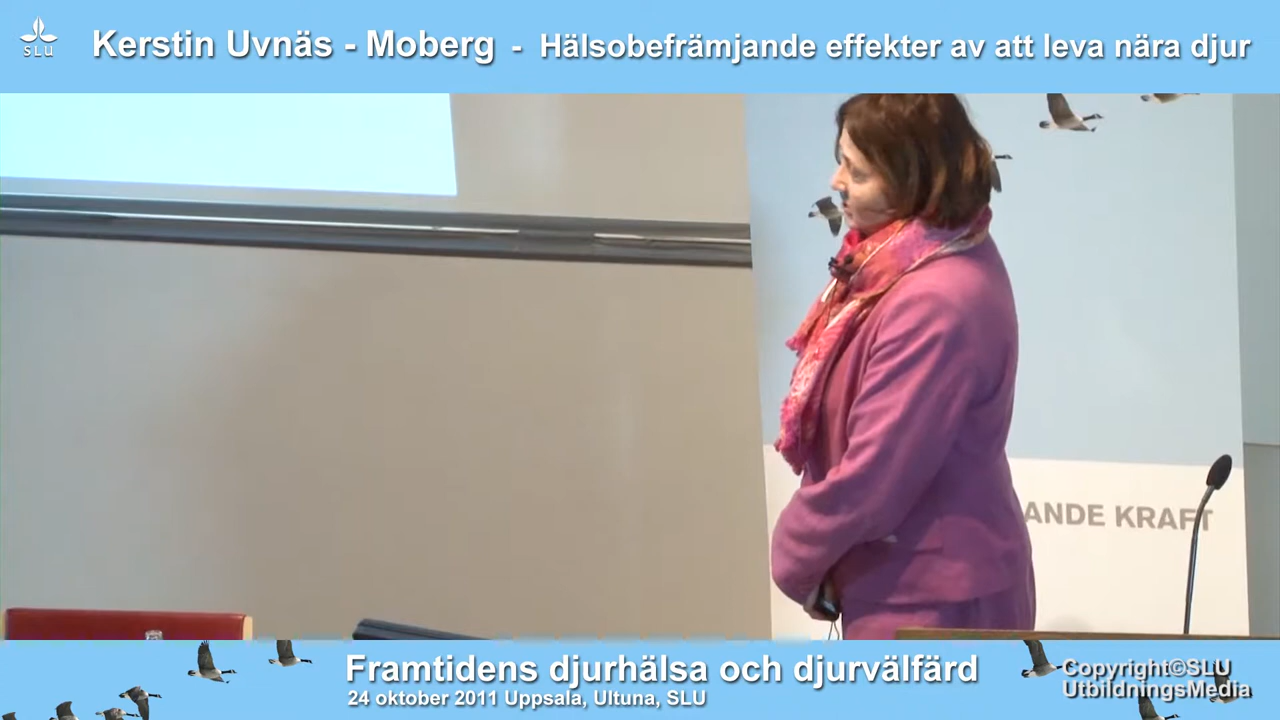 SLU
Kerstin Uvnäs - Moberg - Hälsobefrämjande effekter av att leva nära djur
ANDE KRAFT
Framtidens djurhälsa och djurvälfärd
24 oktober 2011 Uppsala, Ultuna, SLU
Copyright©SLU
UtbildningsMedia